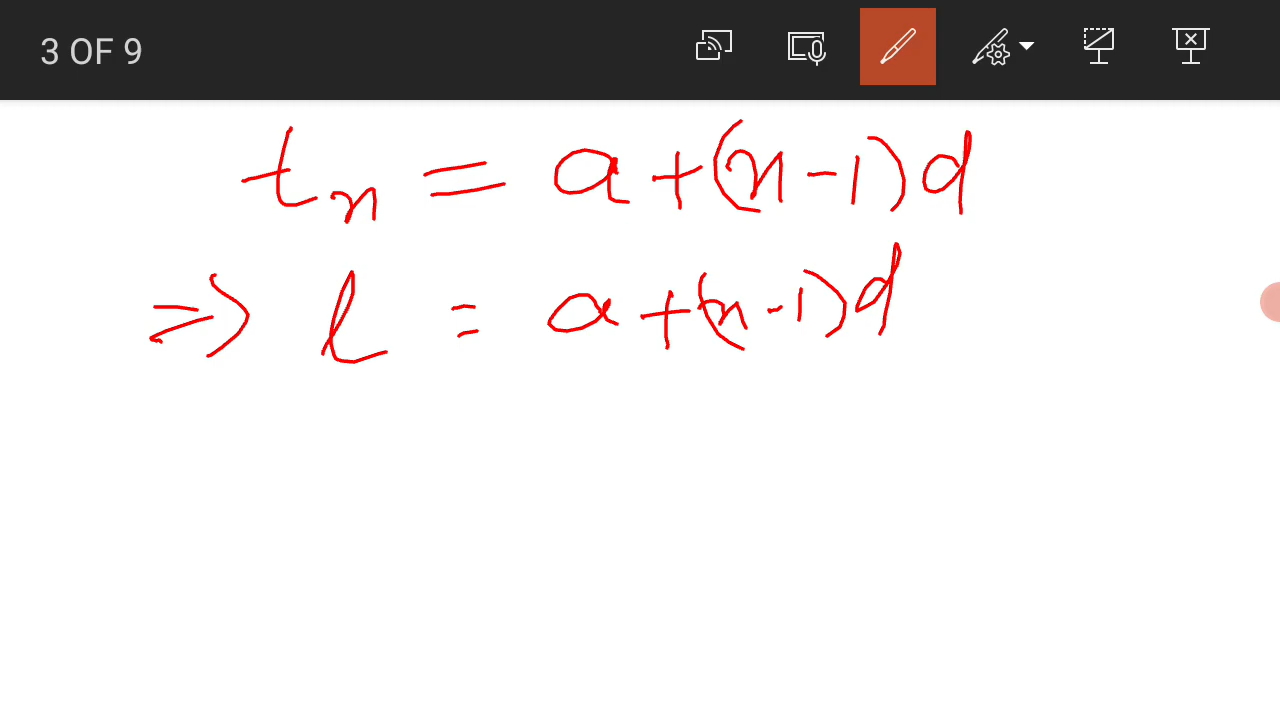 3 OF 9
tₙ = a + (n - 1) d
⇒ l = a + (n - 1) d